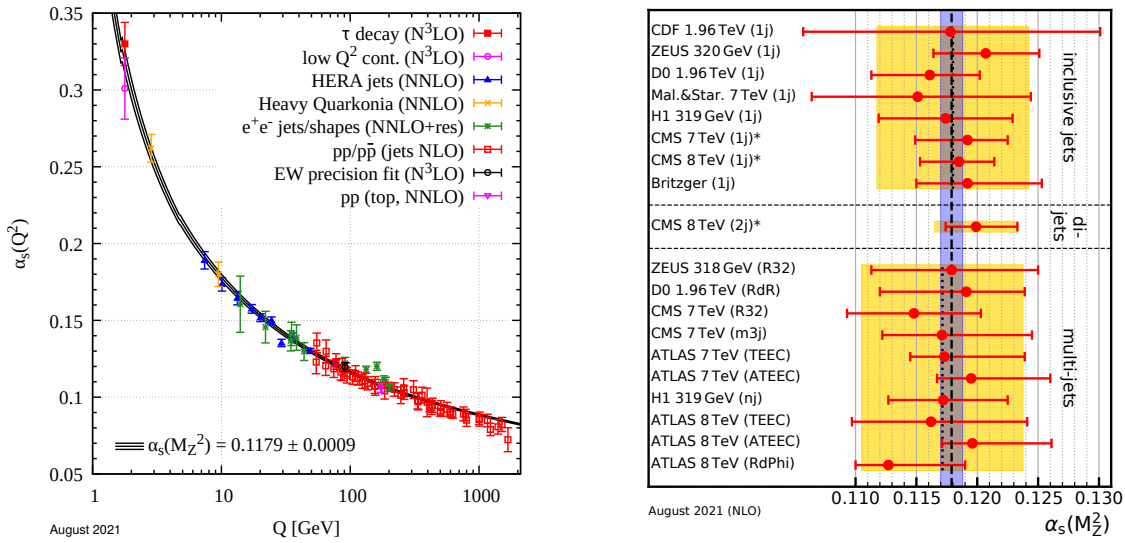 0.35
0.3
0.25
0.2
0.15
0.1
0.05
αs(Q²)
τ decay (N³LO)
low Q² cont. (N³LO)
HERA jets (NNLO)
Heavy Quarkonia (NNLO)
e⁺e⁻ jets/shapes (NNLO+res)
pp/pp̅ (jets NLO)
EW precision fit (N³LO)
pp (top, NNLO)
αs(MZ²) = 0.1179 ± 0.0009
1 10 100 1000
August 2021
Q [GeV]
CDF 1.96 TeV (1j)
ZEUS 320 GeV (1j)
D0 1.96 TeV (1j)
Mal.&Star. 7 TeV (1j)
H1 319 GeV (1j)
CMS 7 TeV (1j)*
CMS 8 TeV (1j)*
Britzger (1j)
inclusive jets
CMS 8 TeV (2j)*
di-
jets
ZEUS 318 GeV (R32)
D0 1.96 TeV (RdR)
CMS 7 TeV (R32)
CMS 7 TeV (m3j)
ATLAS 7 TeV (TEEC)
ATLAS 7 TeV (ATEEC)
H1 319 GeV (nj)
ATLAS 8 TeV (TEEC)
ATLAS 8 TeV (ATEEC)
ATLAS 8 TeV (RdPhi)
multi-jets
0.110 0.115 0.120 0.125 0.130
August 2021 (NLO)
αs(M²Z)